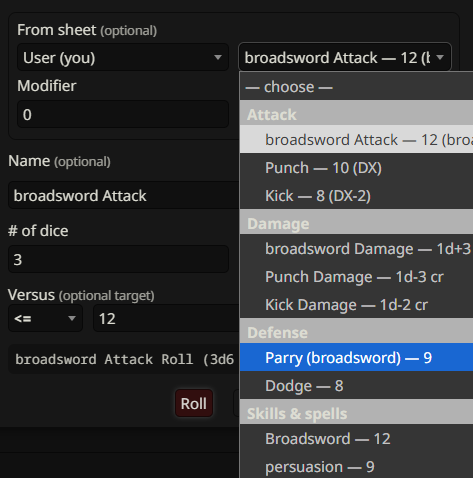 From sheet (optional)
User (you)
broadsword Attack — 12 (b
— choose —
Modifier
0
Attack
broadsword Attack — 12 (broa
Punch — 10 (DX)
Kick — 8 (DX-2)
Name (optional)
broadsword Attack
Damage
broadsword Damage — 1d+3
Punch Damage — 1d-3 cr
Kick Damage — 1d-2 cr
# of dice
3
Versus (optional target)
<=
12
Defense
Parry (broadsword) — 9
Dodge — 8
broadsword Attack Roll (3d6
Roll
Skills & spells
Broadsword — 12
persuasion — 9